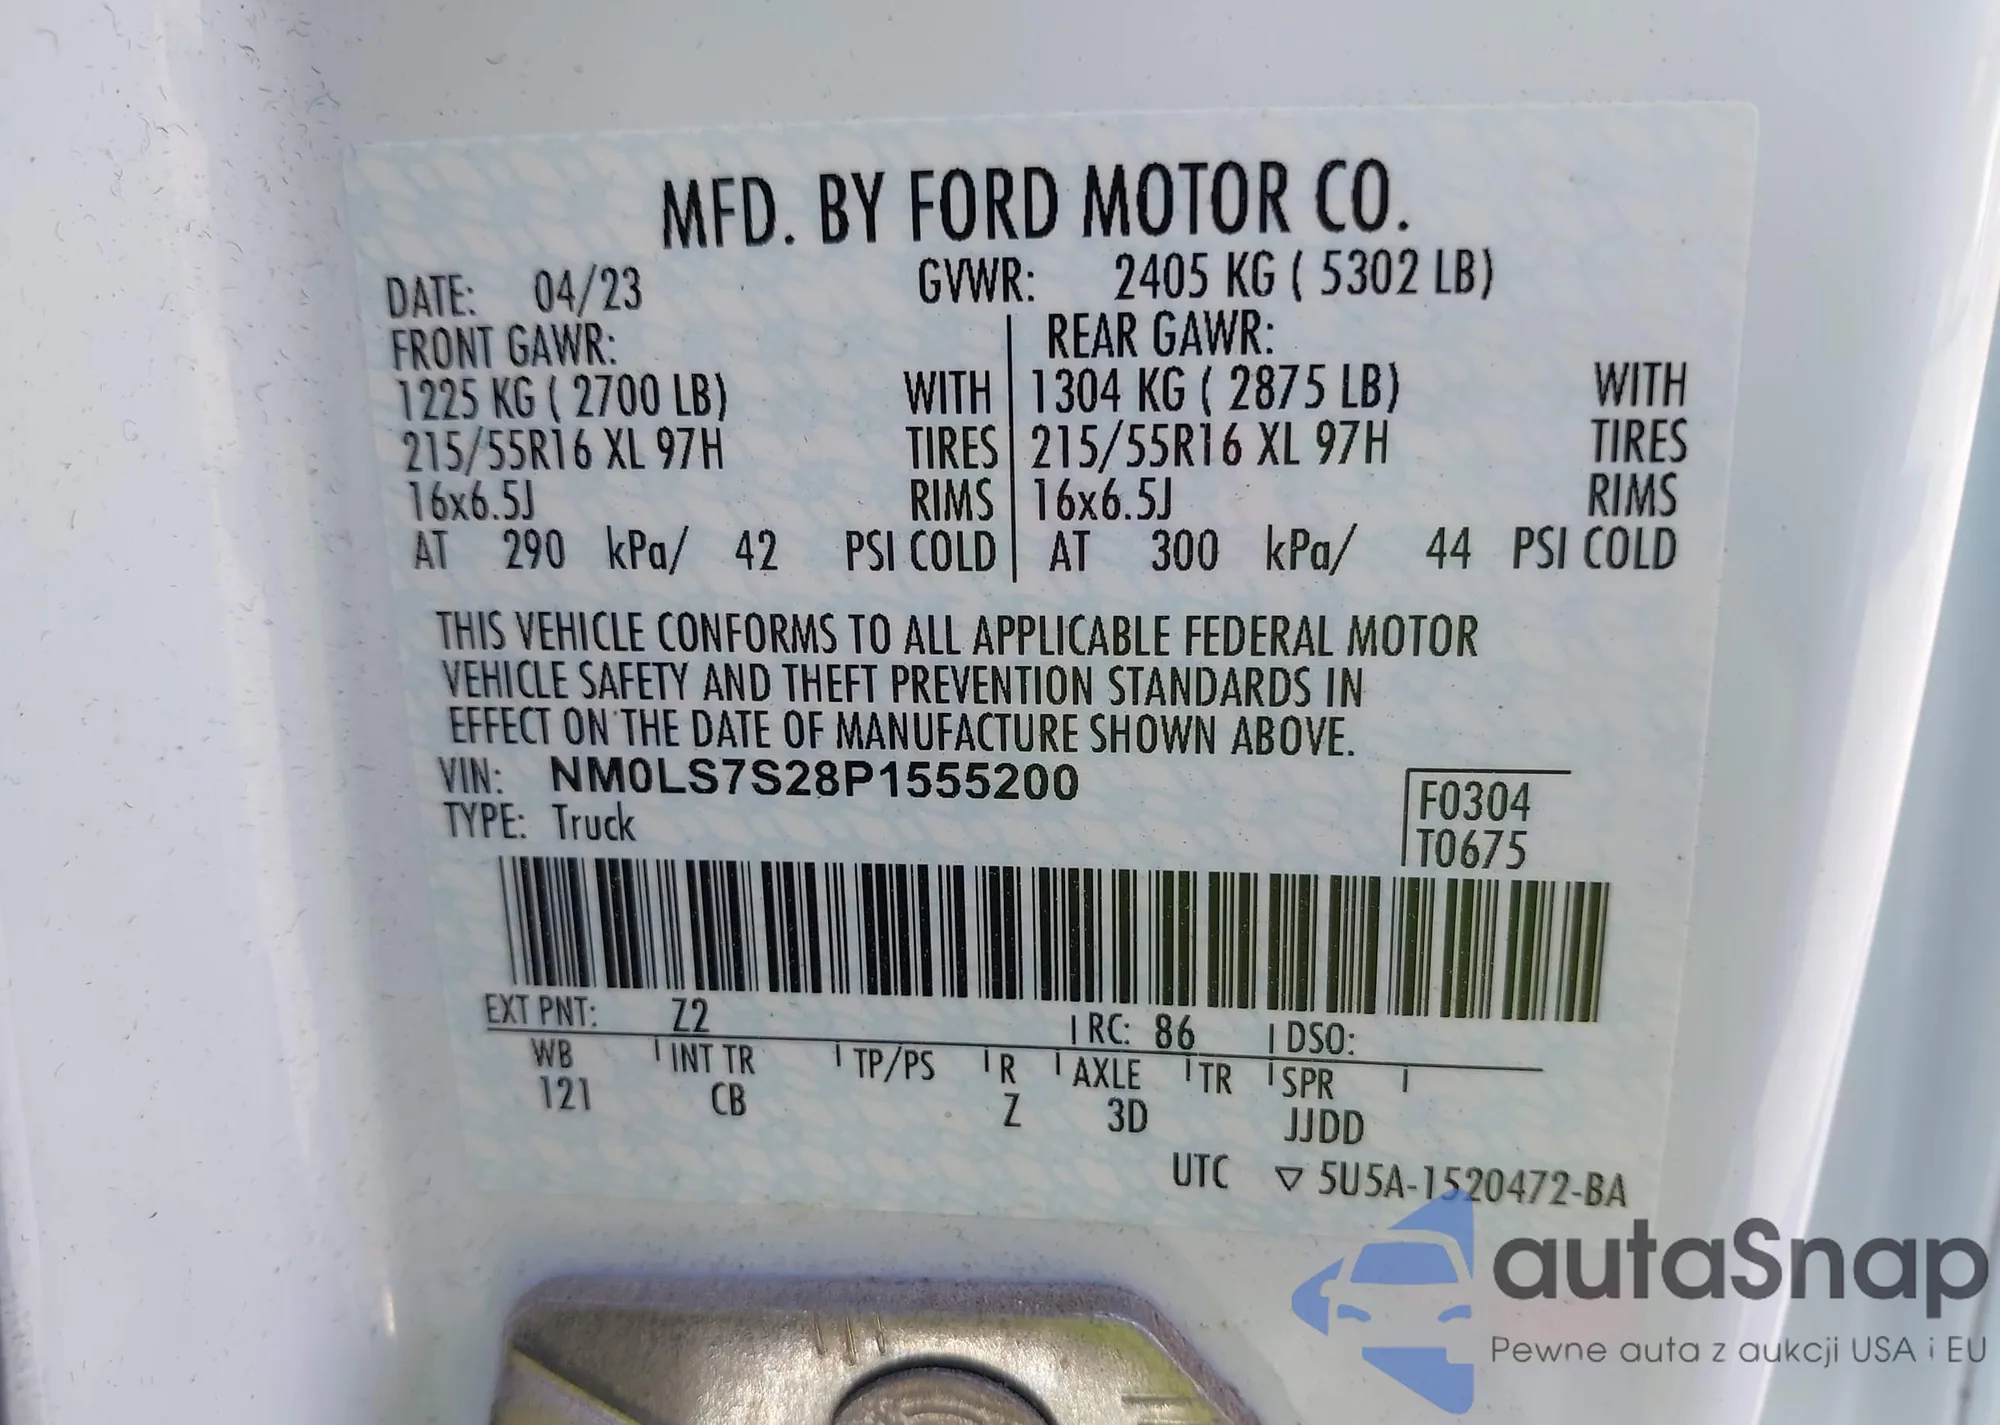 MFD. BY FORD MOTOR CO.
DATE: 04/23 GVWR: 2405 KG ( 5302 LB)
FRONT GAWR: REAR GAWR:
1225 KG ( 2700 LB) WITH 1304 KG ( 2875 LB) WITH
215/55R16 XL 97H TIRES 215/55R16 XL 97H TIRES
16x6.5J RIMS 16x6.5J RIMS
AT 290 kPa/ 42 PSI COLD AT 300 kPa/ 44 PSI COLD
THIS VEHICLE CONFORMS TO ALL APPLICABLE FEDERAL MOTOR
VEHICLE SAFETY AND THEFT PREVENTION STANDARDS IN
EFFECT ON THE DATE OF MANUFACTURE SHOWN ABOVE.
VIN: NM0LS7S28P1555200
TYPE: Truck
F0304
T0675
EXT PNT: Z2 RC: 86 DSO:
WB INT TR TP/PS R AXLE TR SPR
121 CB Z 3D JJDD
UTC ▽ 5U5A-1520472-BA
autaSnap
Pewne auta z aukcji USA i EU